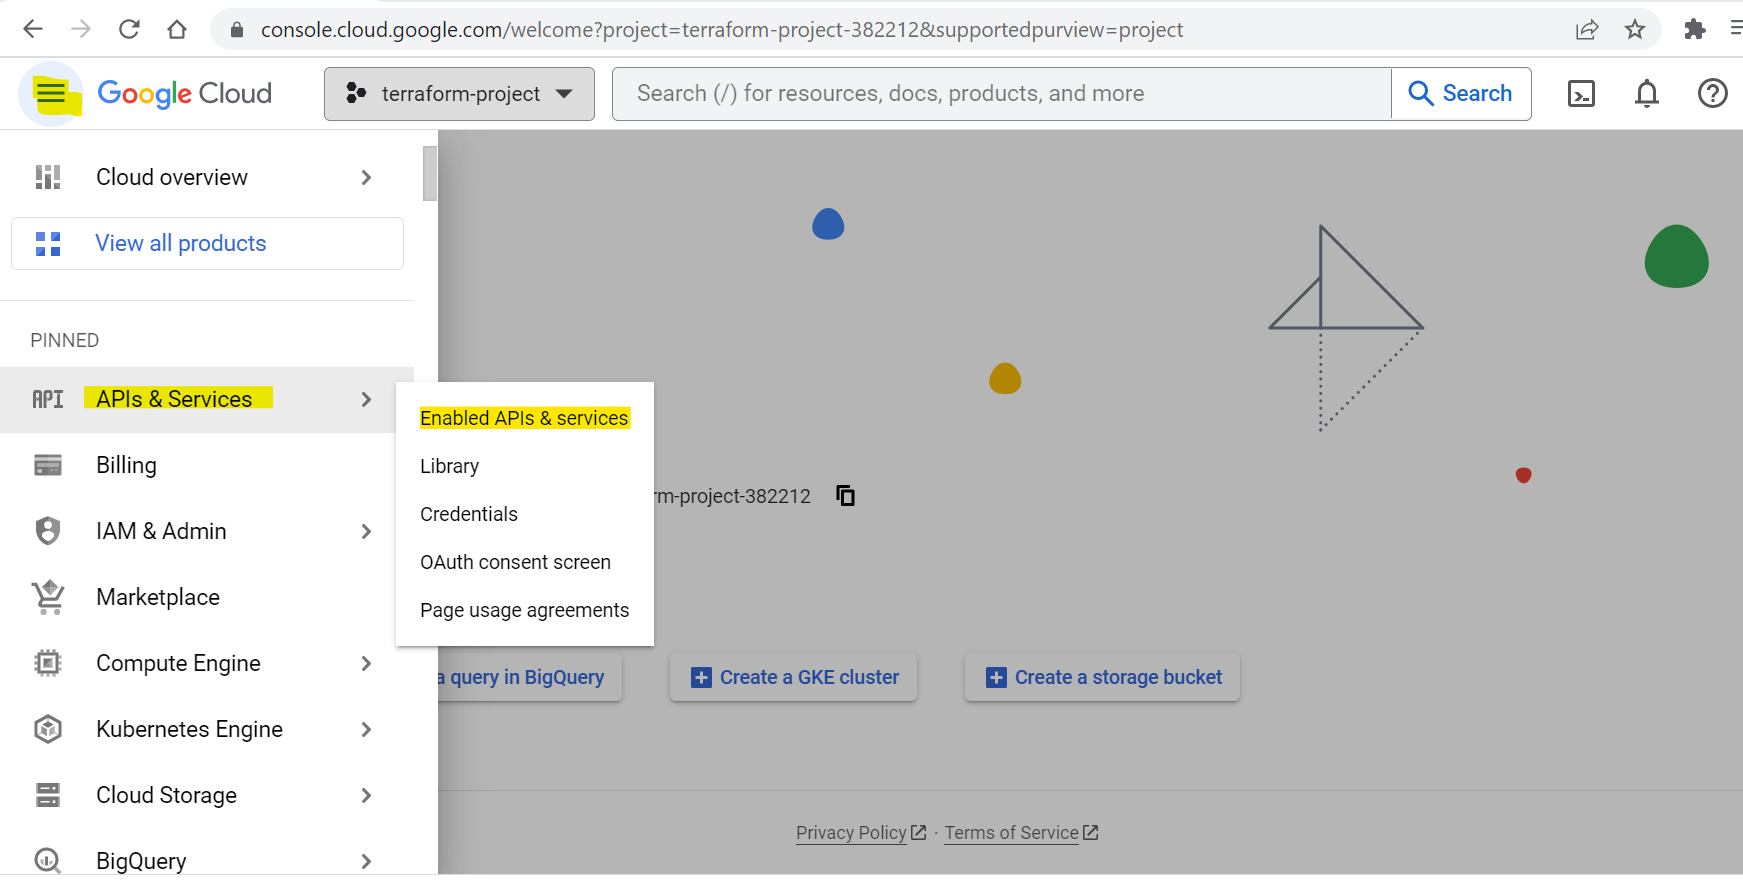 console.cloud.google.com/welcome?project=terraform-project-382212&supportedpurview=project
Google Cloud
terraform-project
Search (/) for resources, docs, products, and more
Search
Cloud overview
View all products
PINNED
API
APIs & Services
Enabled APIs & services
Library
Credentials
OAuth consent screen
Page usage agreements
Billing
IAM & Admin
Marketplace
Compute Engine
Kubernetes Engine
Cloud Storage
BigQuery
rm-project-382212
a query in BigQuery
Create a GKE cluster
Create a storage bucket
Privacy Policy · Terms of Service